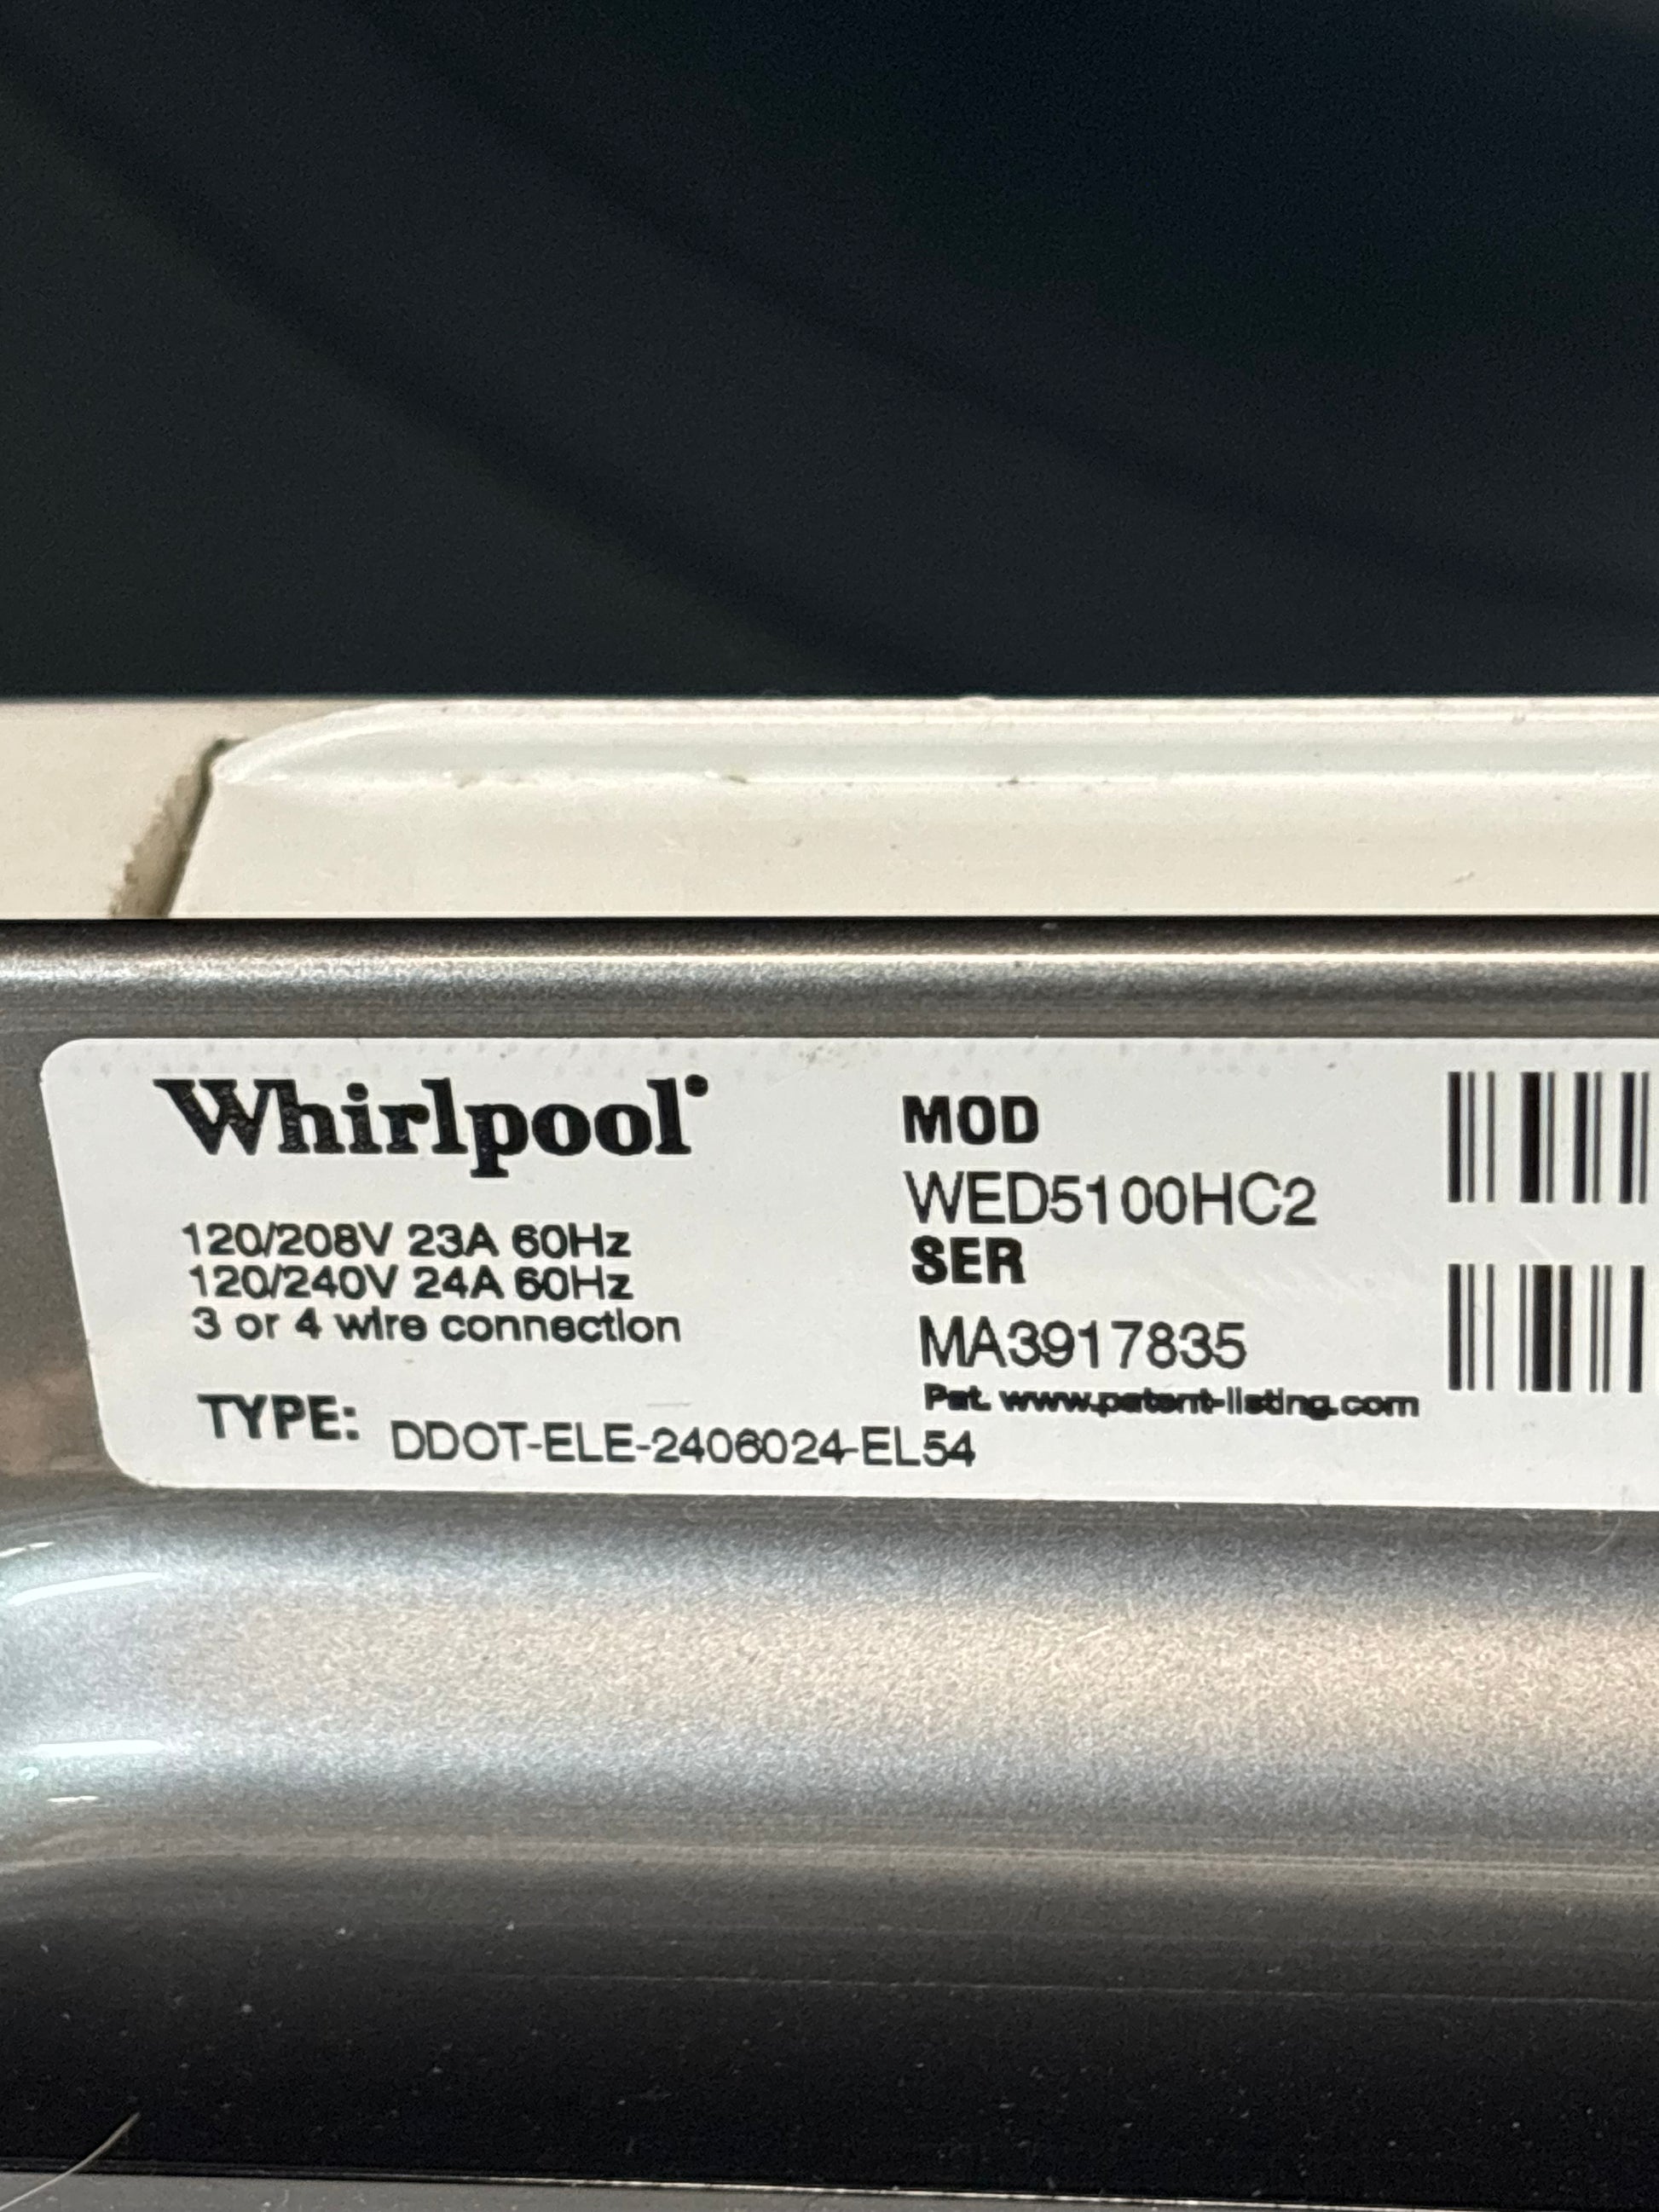 Whirlpool
120/208V 23A 60Hz
120/240V 24A 60Hz
3 or 4 wire connection
TYPE: DDOT-ELE-2406024-EL54
MOD
WED5100HC2
SER
MA3917835
Pat. www.patent-listing.com